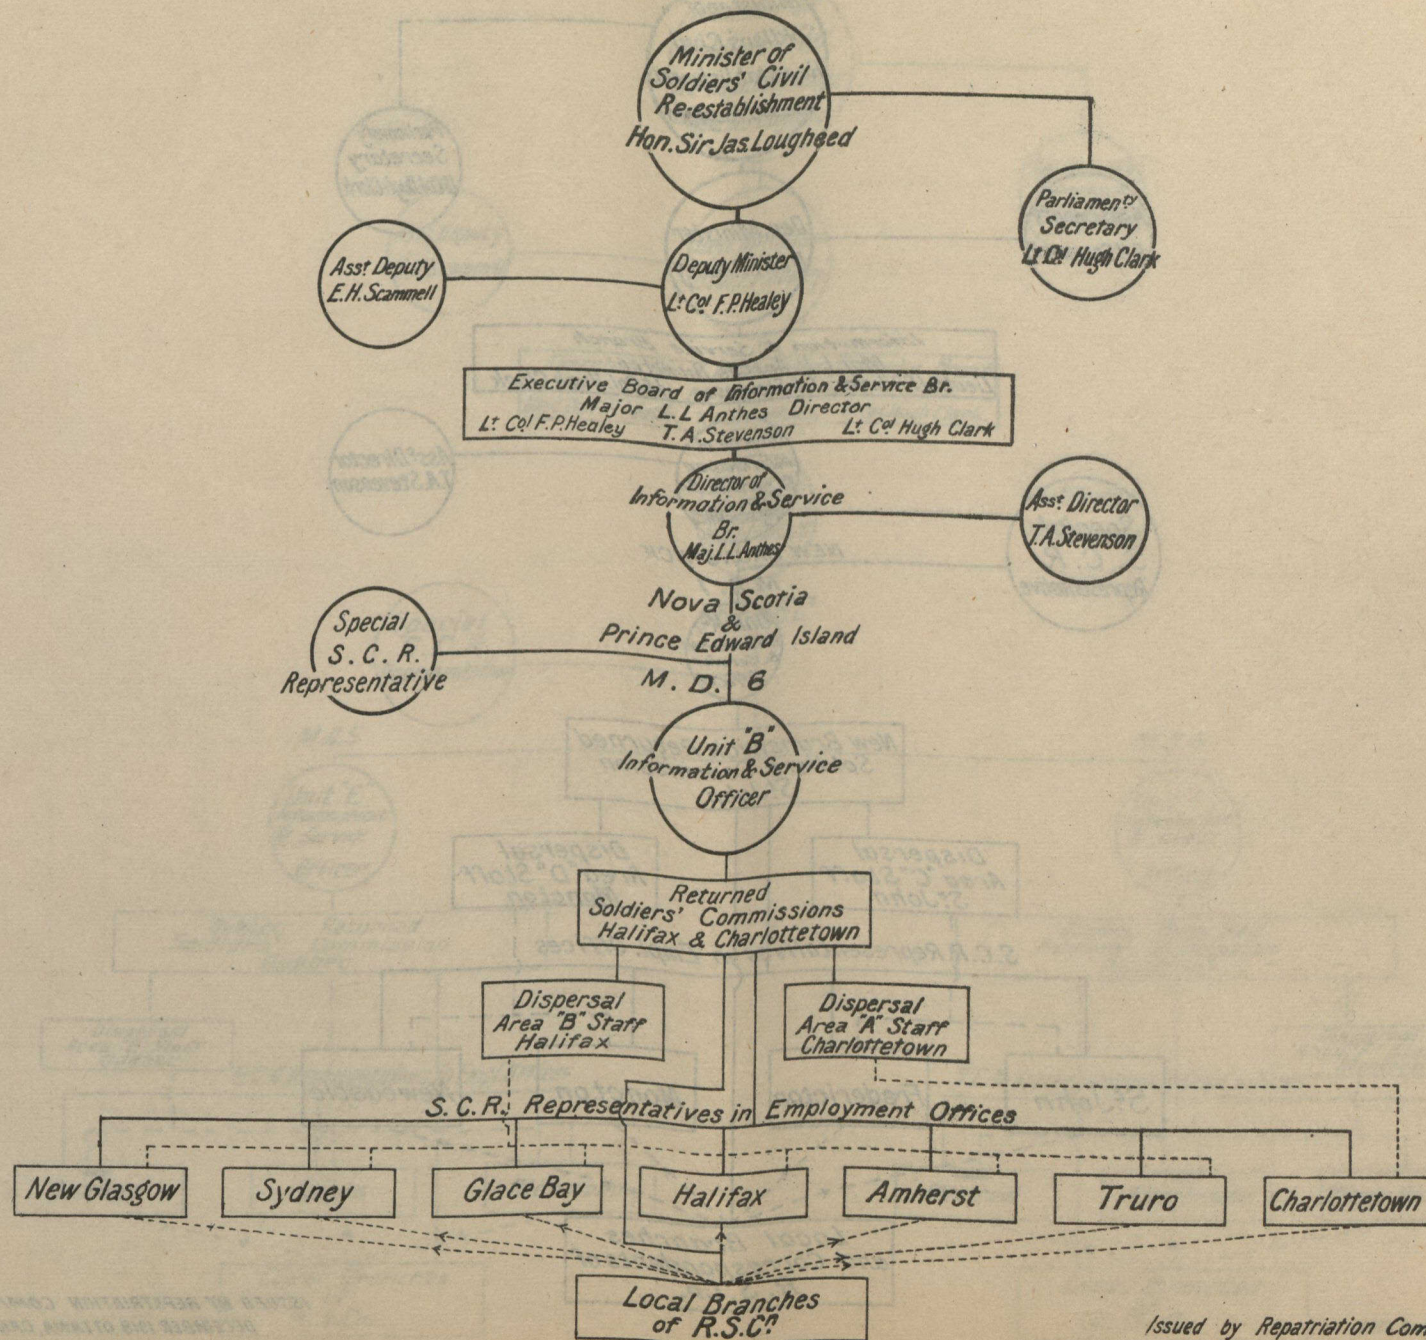 Minister of
Soldiers' Civil
Re-establishment
Hon. Sir Jas. Lougheed
Parliamenty
Secretary
Lt Col Hugh Clark
Asst Deputy
E.H. Scammell
Deputy Minister
Lt Col F.P. Healey
Executive Board of Information & Service Br.
Major L.L Anthes Director
Lt Col F.P. Healey T.A. Stevenson Lt Col Hugh Clark
Director of
Information & Service
Br.
Maj. L.L. Anthes
Asst Director
T.A. Stevenson
Nova Scotia
&
Prince Edward Island
M. D. 6
Special
S. C. R.
Representative
Unit "B"
Information & Service
Officer
Returned
Soldiers' Commissions
Halifax & Charlottetown
Dispersal
Area "B" Staff
Halifax
Dispersal
Area "A" Staff
Charlottetown
S. C. R. Representatives in Employment Offices
New Glasgow
Sydney
Glace Bay
Halifax
Amherst
Truro
Charlottetown
Local Branches
of R.S.Cn
Issued by Repatriation Com